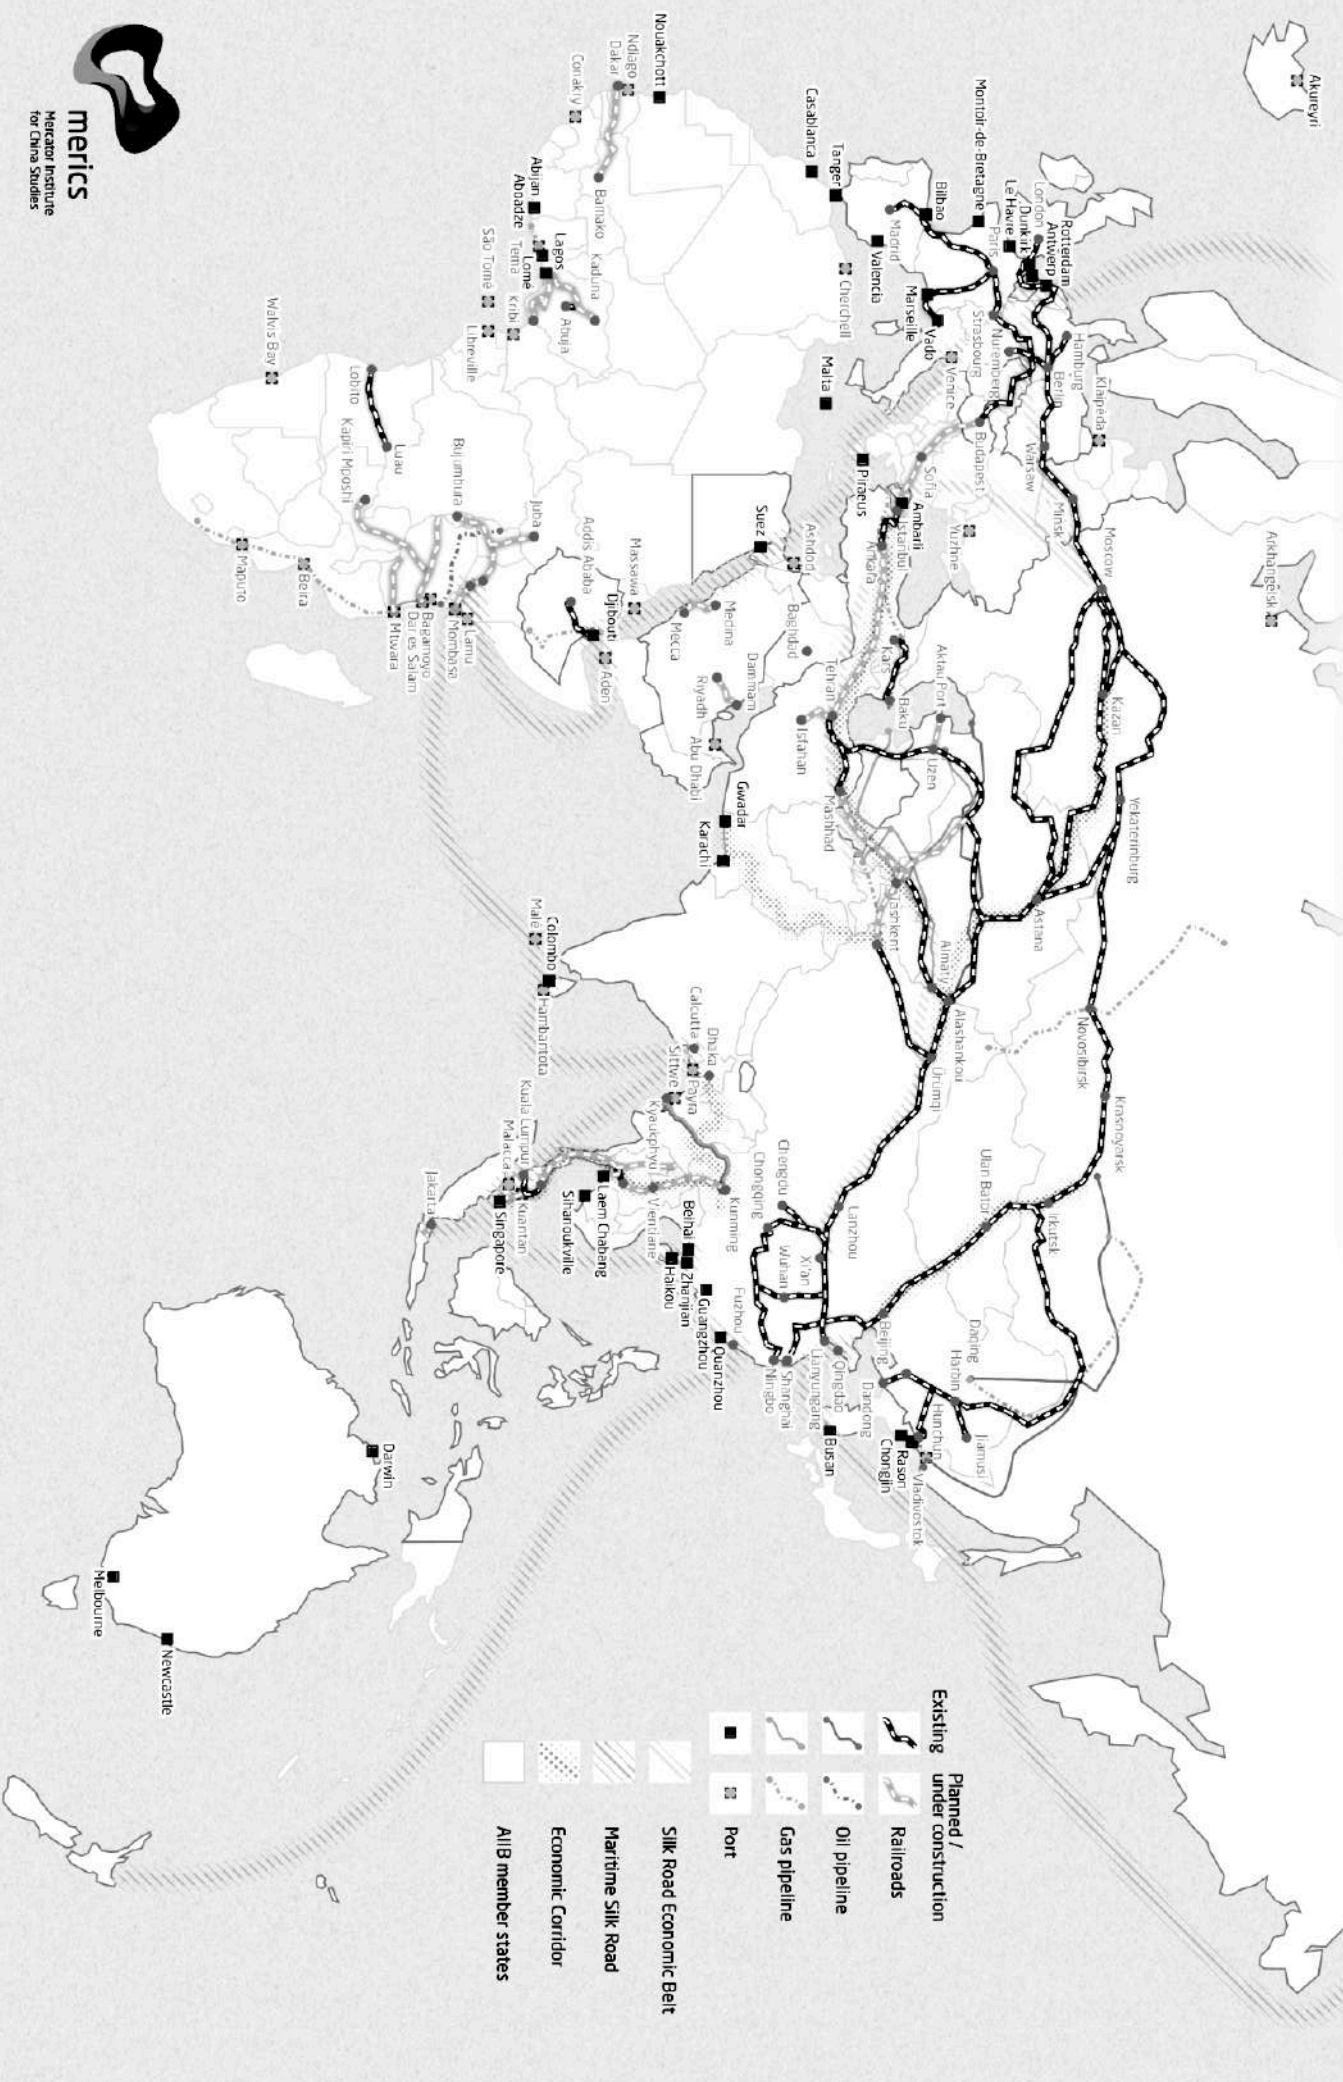 Akureyri
Arkhangelsk
Rotterdam
Antwerp
London
Dunkirk
Le Havre
Montoir-de-Bretagne
Paris
Hamburg
Klaipėda
Berlin
Warsaw
Minsk
Moscow
Kazan
Yekaterinburg
Novosibirsk
Krasnoyarsk
Irkutsk
Strasbourg
Nuremperg
Budapest
Yuzhne
Astana
Alashankou
Ulan Bator
Daqing
Harbin
Jiamusi
Bilbao
Madrid
Valencia
Marseille
Vado
Venice
Sofia
Ambarli
Istanbul
Ankara
Piraeus
Kars
Aktau Port
Baku
Uzen
Almaty
Ürümqi
Tashkent
Beijing
Hunchun
Vladivostok
Rason
Chongjin
Dandong
Tanger
Casablanca
Cherchell
Malta
Ashdod
Suez
Baghdad
Tehran
Isfahan
Mashhad
Lanzhou
Xi'an
Qingdao
Lianyungang
Busan
Chengdu
Chongqing
Wuhan
Shanghai
Ningbo
Nouakchott
Ndiago
Dakar
Conakry
Bamako
Kaduna
Abuja
Abijan
Aboadze
Tema
Lomé
Lagos
Kribi
São Tomé
Libreville
Medina
Mecca
Massawa
Dammam
Riyadh
Abu Dhabi
Gwadar
Karachi
Calcutta
Dhaka
Payra
Sittwe
Kyaukphyu
Kunming
Fuzhou
Quanzhou
Guangzhou
Zhanjian
Beihai
Haikou
Vientiane
Laem Chabang
Sihanoukville
Addis Ababa
Djibouti
Aden
Juba
Bujumbura
Lamu
Mombasa
Bagamoyo
Dar es Salam
Mtwara
Lobito
Luau
Kapiri Mposhi
Beira
Maputo
Walvis Bay
Malé
Colombo
Hambantota
Kuala Lumpur
Malacca
Kuantan
Singapore
Jakarta
Darwin
Melbourne
Newcastle
Existing
Planned /
under construction
Railroads
Oil pipeline
Gas pipeline
Port
Silk Road Economic Belt
Maritime Silk Road
Economic Corridor
AIIB member states
merics
Mercator Institute
for China Studies